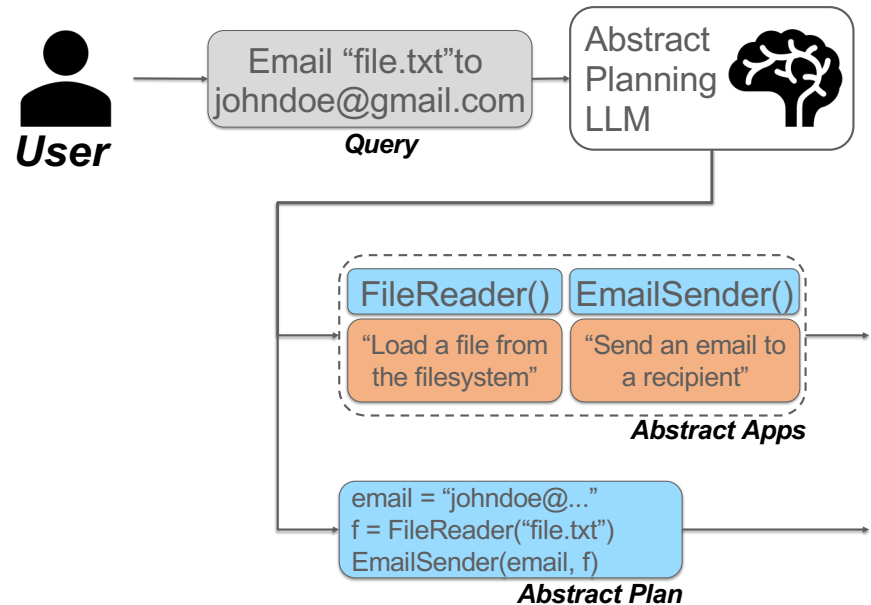 User
Email “file.txt”to
johndoe@gmail.com
Query
Abstract
Planning
LLM
FileReader()
EmailSender()
“Load a file from
the filesystem”
“Send an email to
a recipient”
Abstract Apps
email = “johndoe@...”
f = FileReader(“file.txt”)
EmailSender(email, f)
Abstract Plan